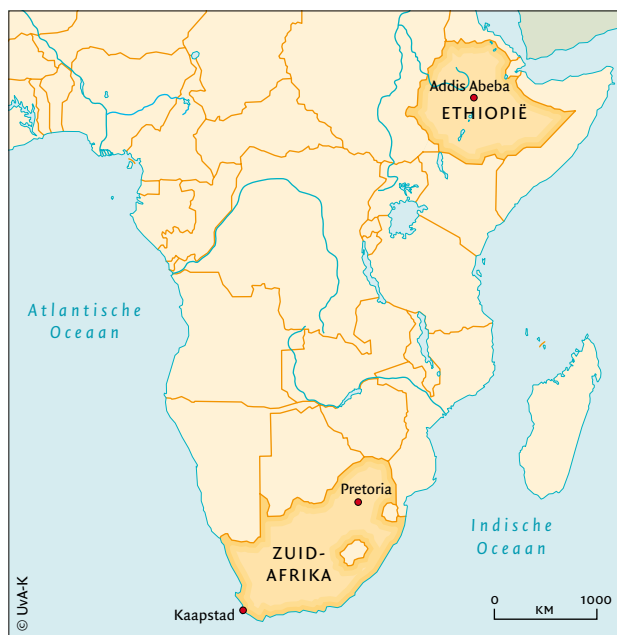 Addis Abeba
ETHIOPIË
Atlantische
Oceaan
Pretoria
Indische
Oceaan
ZUID-
AFRIKA
Kaapstad
0 1000
KM
© UvA-K